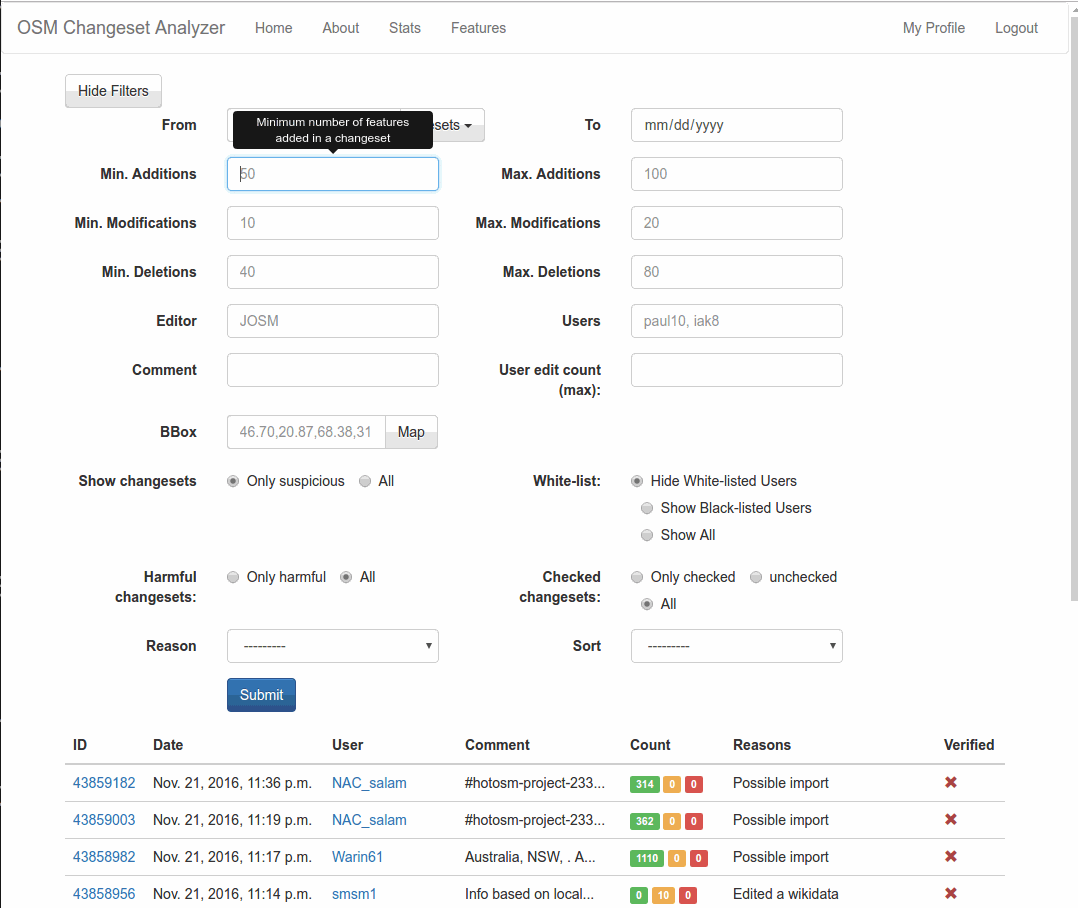 OSM Changeset Analyzer Home About Stats Features My Profile Logout
Hide Filters
From Minimum number of features added in a changeset sets To mm/dd/yyyy
Min. Additions 50 Max. Additions 100
Min. Modifications 10 Max. Modifications 20
Min. Deletions 40 Max. Deletions 80
Editor JOSM Users paul10, iak8
Comment User edit count (max):
BBox 46.70,20.87,68.38,31 Map
Show changesets Only suspicious All White-list: Hide White-listed Users
Show Black-listed Users
Show All
Harmful changesets: Only harmful All Checked changesets: Only checked unchecked
All
Reason --------- Sort ---------
Submit
ID Date User Comment Count Reasons Verified
43859182 Nov. 21, 2016, 11:36 p.m. NAC_salam #hotosm-project-233... 314 0 0 Possible import
43859003 Nov. 21, 2016, 11:19 p.m. NAC_salam #hotosm-project-233... 362 0 0 Possible import
43858982 Nov. 21, 2016, 11:17 p.m. Warin61 Australia, NSW, . A... 1110 0 0 Possible import
43858956 Nov. 21, 2016, 11:14 p.m. smsm1 Info based on local... 0 10 0 Edited a wikidata